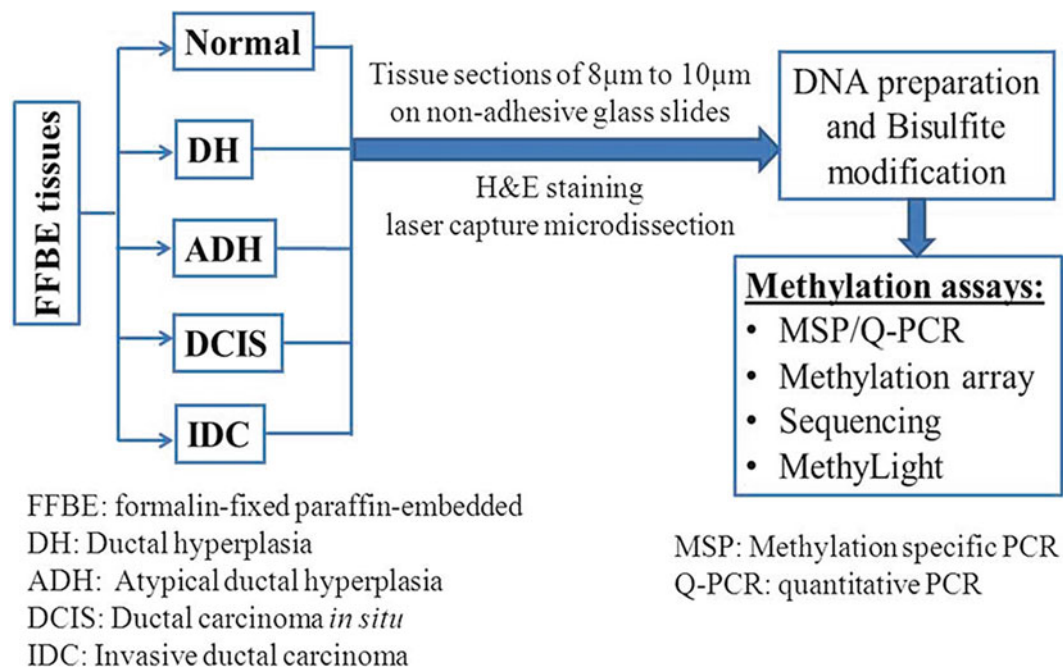 FFBE tissues
Normal
DH
ADH
DCIS
IDC
Tissue sections of 8μm to 10μm
on non-adhesive glass slides
H&E staining
laser capture microdissection
DNA preparation
and Bisulfite
modification
Methylation assays:
• MSP/Q-PCR
• Methylation array
• Sequencing
• MethyLight
FFBE: formalin-fixed paraffin-embedded
DH: Ductal hyperplasia
ADH: Atypical ductal hyperplasia
DCIS: Ductal carcinoma in situ
IDC: Invasive ductal carcinoma
MSP: Methylation specific PCR
Q-PCR: quantitative PCR